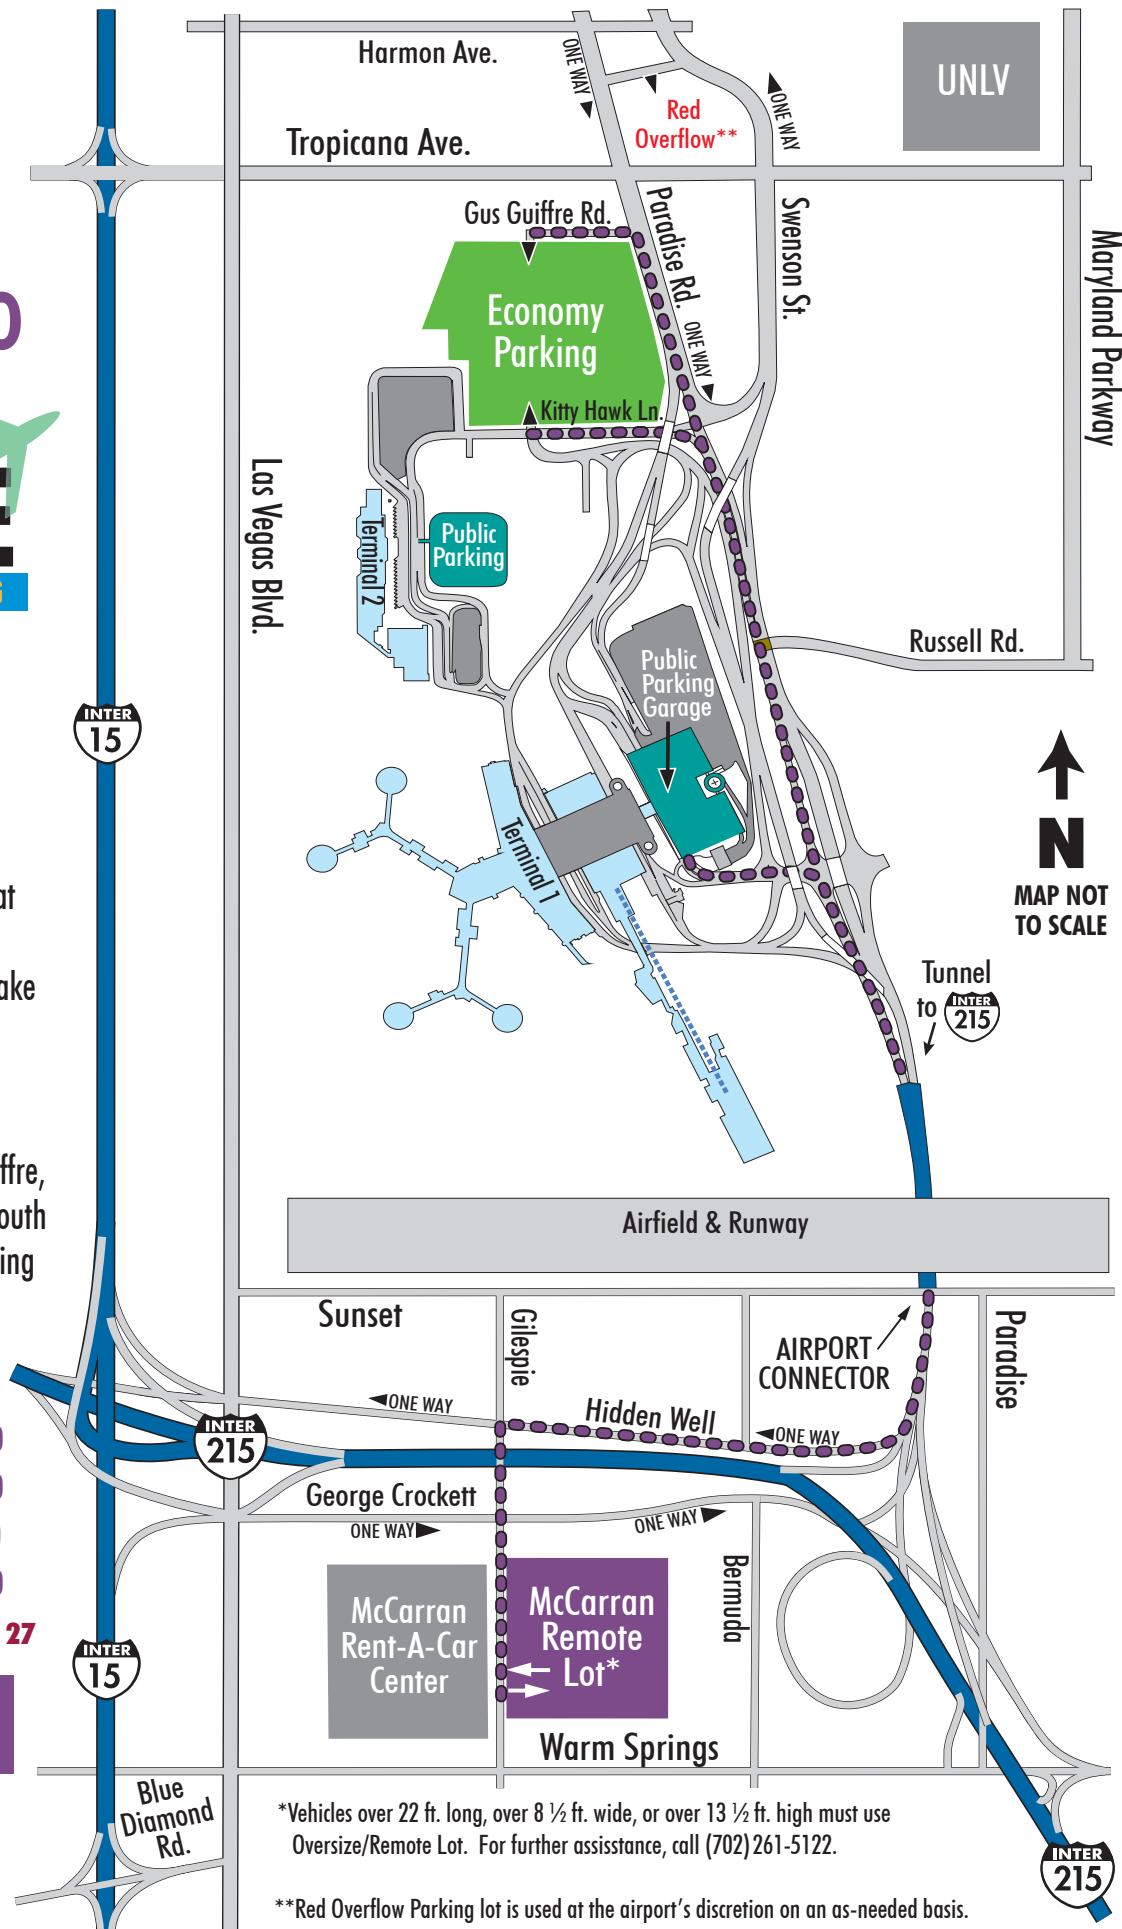 Harmon Ave.
ONE WAY
UNLV
Red
Overflow**
ONE WAY
Tropicana Ave.
Gus Guiffre Rd.
Paradise Rd.
Swenson St.
Maryland Parkway
Economy
Parking
ONE WAY
Kitty Hawk Ln.
Las Vegas Blvd.
Terminal 2
Public
Parking
Russell Rd.
Public
Parking
Garage
INTER
15
Terminal 1
N
MAP NOT
TO SCALE
at
ake
Tunnel
to
INTER
215
ffre,
outh
ing
Airfield & Runway
Sunset
Gilespie
AIRPORT
CONNECTOR
Paradise
ONE WAY
Hidden Well
ONE WAY
INTER
215
George Crockett
ONE WAY
ONE WAY
Bermuda
McCarran
Rent-A-Car
Center
McCarran
Remote
Lot*
27
INTER
15
Warm Springs
Blue
Diamond
Rd.
*Vehicles over 22 ft. long, over 8 ½ ft. wide, or over 13 ½ ft. high must use
Oversize/Remote Lot. For further assisstance, call (702) 261-5122.
INTER
215
**Red Overflow Parking lot is used at the airport's discretion on an as-needed basis.